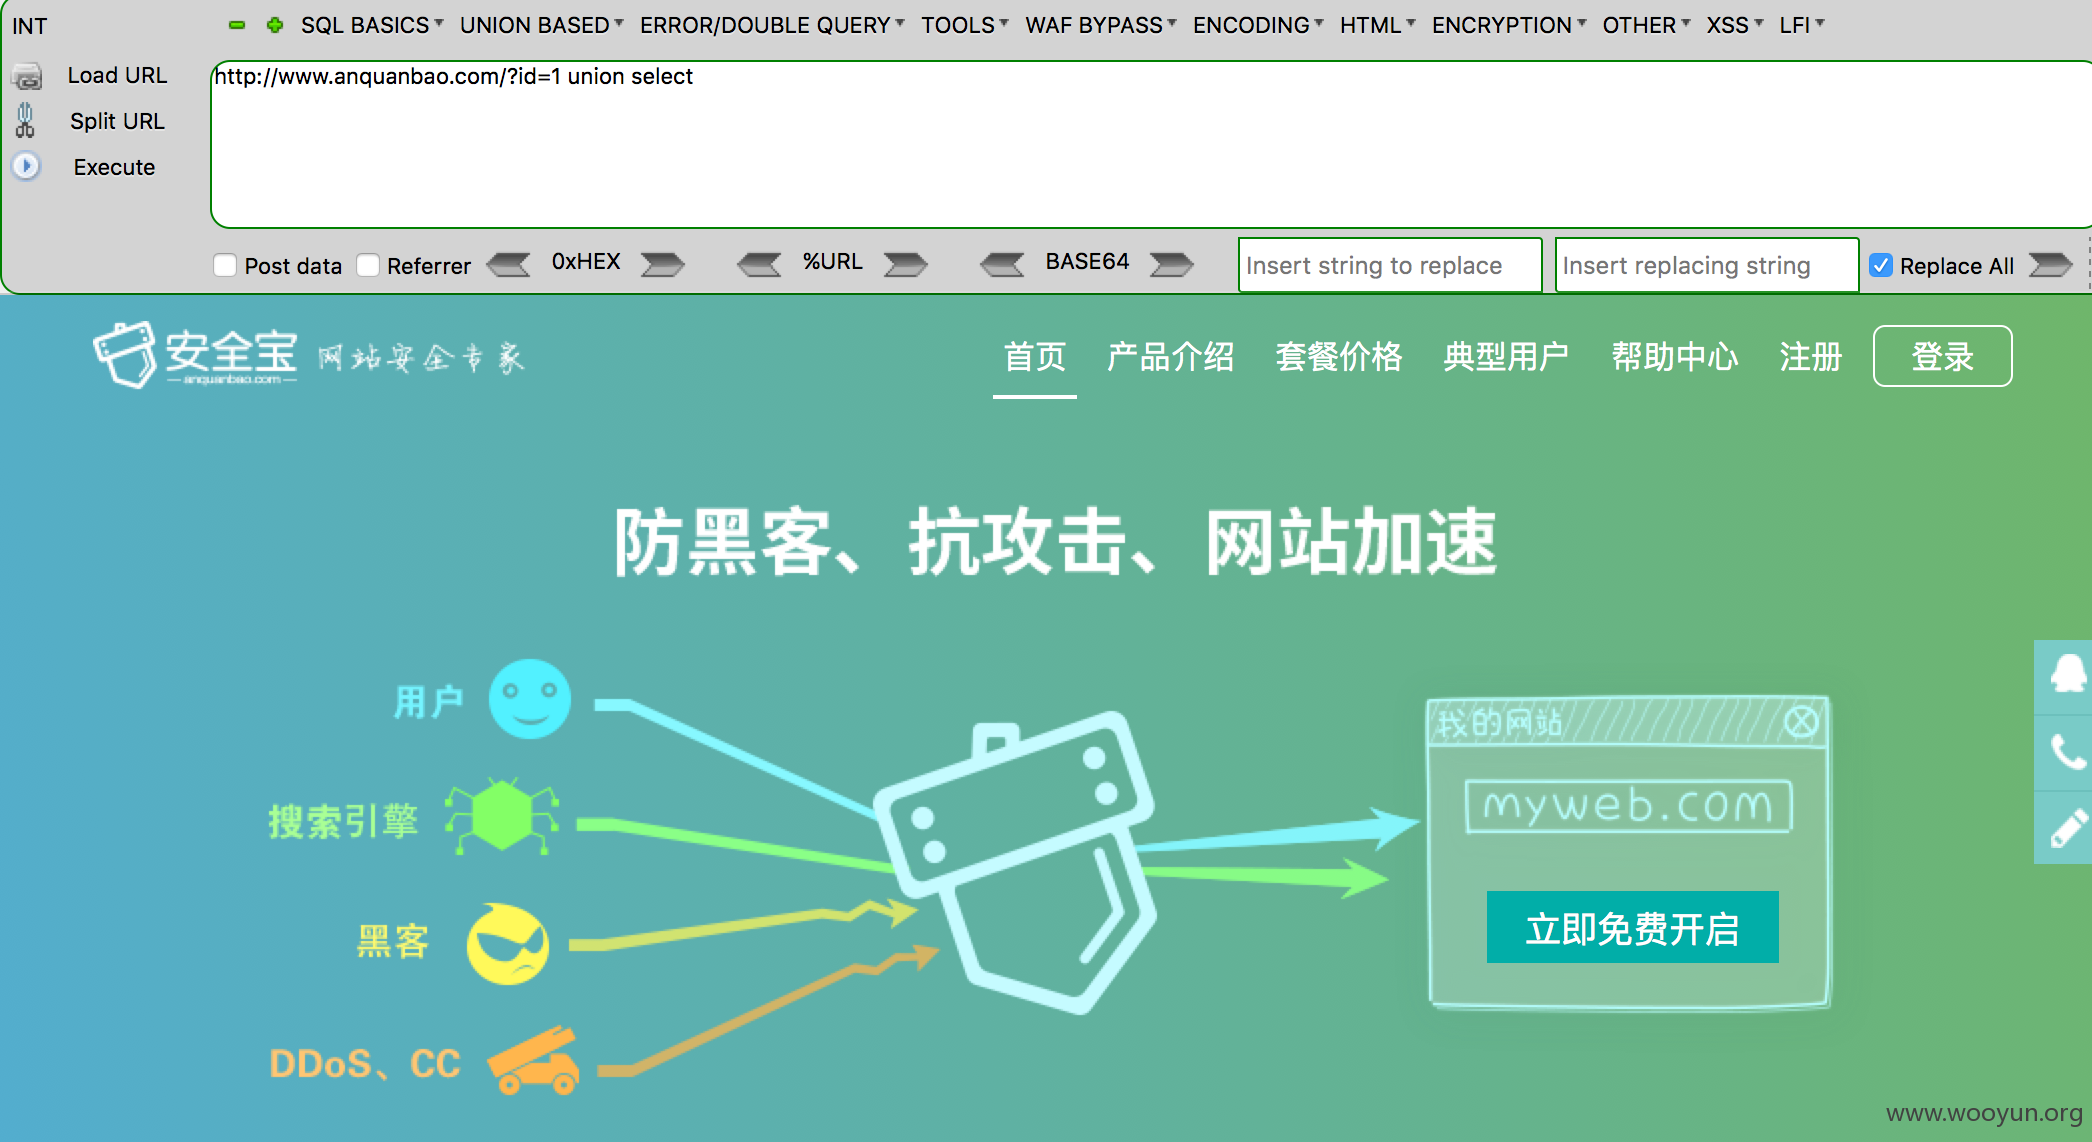 INT
SQL BASICS UNION BASED ERROR/DOUBLE QUERY TOOLS WAF BYPASS ENCODING HTML ENCRYPTION OTHER XSS LFI
Load URL
http://www.anquanbao.com/?id=1 union select
Split URL
Execute
Post data Referrer 0xHEX %URL BASE64 Insert string to replace Insert replacing string Replace All
安全宝 网站安全专家
anquanbao.com
首页 产品介绍 套餐价格 典型用户 帮助中心 注册 登录
防黑客、抗攻击、网站加速
用户
我的网站
搜索引擎
myweb.com
黑客
立即免费开启
DDoS、CC
www.wooyun.org